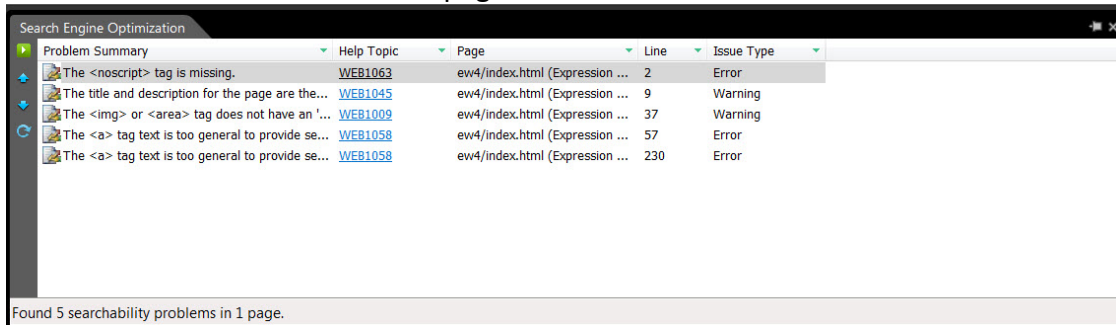 Search Engine Optimization
Problem Summary Help Topic Page Line Issue Type
The <noscript> tag is missing. WEB1063 ew4/index.html (Expression ... 2 Error
The title and description for the page are the... WEB1045 ew4/index.html (Expression ... 9 Warning
The <img> or <area> tag does not have an '... WEB1009 ew4/index.html (Expression ... 37 Warning
The <a> tag text is too general to provide se... WEB1058 ew4/index.html (Expression ... 57 Error
The <a> tag text is too general to provide se... WEB1058 ew4/index.html (Expression ... 230 Error
Found 5 searchability problems in 1 page.